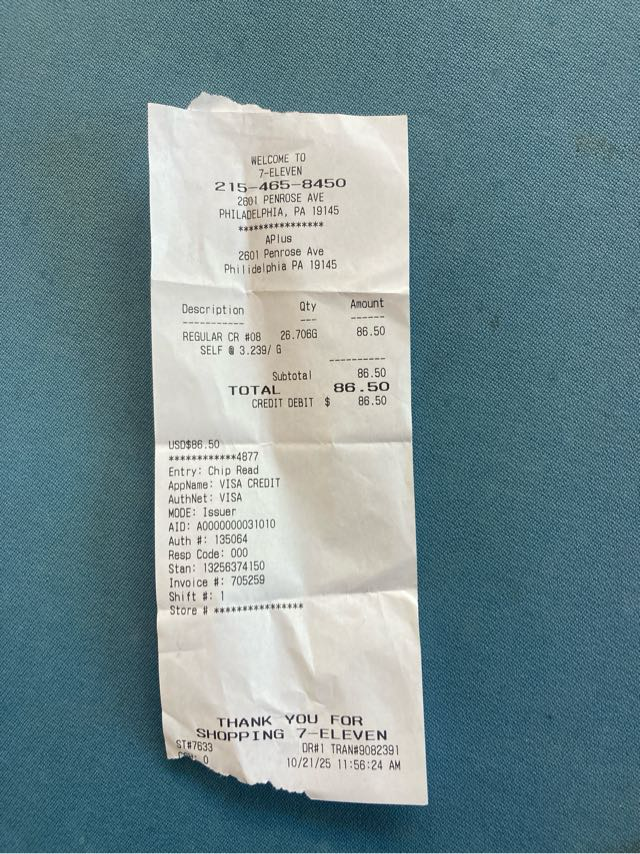 WELCOME TO
7-ELEVEN
215-465-8450
2601 PENROSE AVE
PHILADELPHIA, PA 19145
****************
APlus
2601 Penrose Ave
Philidelphia PA 19145
Description Qty Amount
----------- --- ------
REGULAR CR #08 26.706G 86.50
SELF @ 3.239/ G
----------
Subtotal 86.50
TOTAL 86.50
CREDIT DEBIT $ 86.50
USD$86.50
************4877
Entry: Chip Read
AppName: VISA CREDIT
AuthNet: VISA
MODE: Issuer
AID: A0000000031010
Auth #: 135064
Resp Code: 000
Stan: 13256374150
Invoice #: 705259
Shift #: 1
Store # ****************
THANK YOU FOR
SHOPPING 7-ELEVEN
ST#7633 DR#1 TRAN#9082391
0 10/21/25 11:56:24 AM